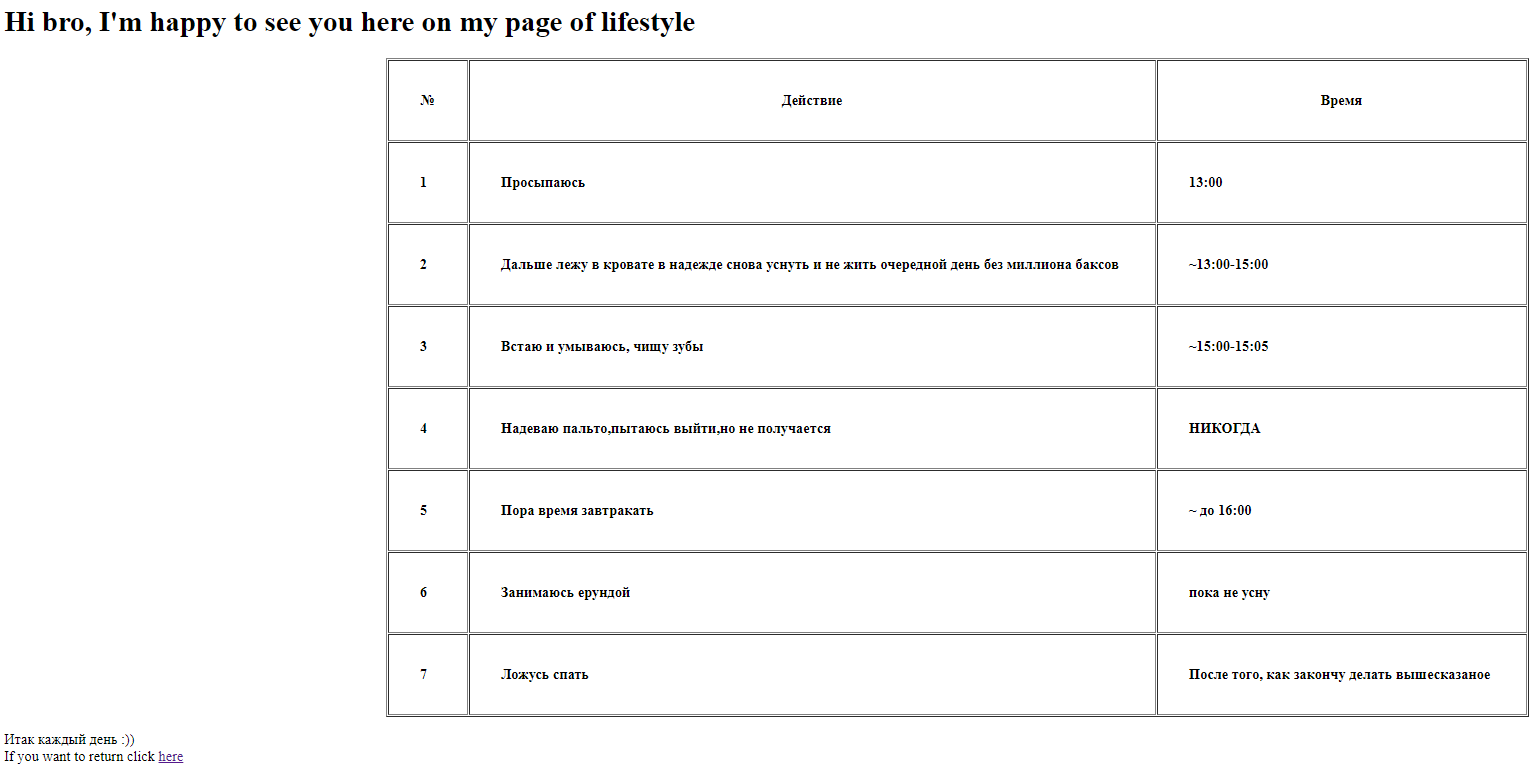 Hi bro, I'm happy to see you here on my page of lifestyle
№ Действие Время
1 Просыпаюсь 13:00
2 Дальше лежу в кровате в надежде снова уснуть и не жить очередной день без миллиона баксов ~13:00-15:00
3 Встаю и умываюсь, чищу зубы ~15:00-15:05
4 Надеваю пальто,пытаюсь выйти,но не получается НИКОГДА
5 Пора время завтракать ~ до 16:00
6 Занимаюсь ерундой пока не усну
7 Ложусь спать После того, как закончу делать вышесказаное
Итак каждый день :))
If you want to return click here